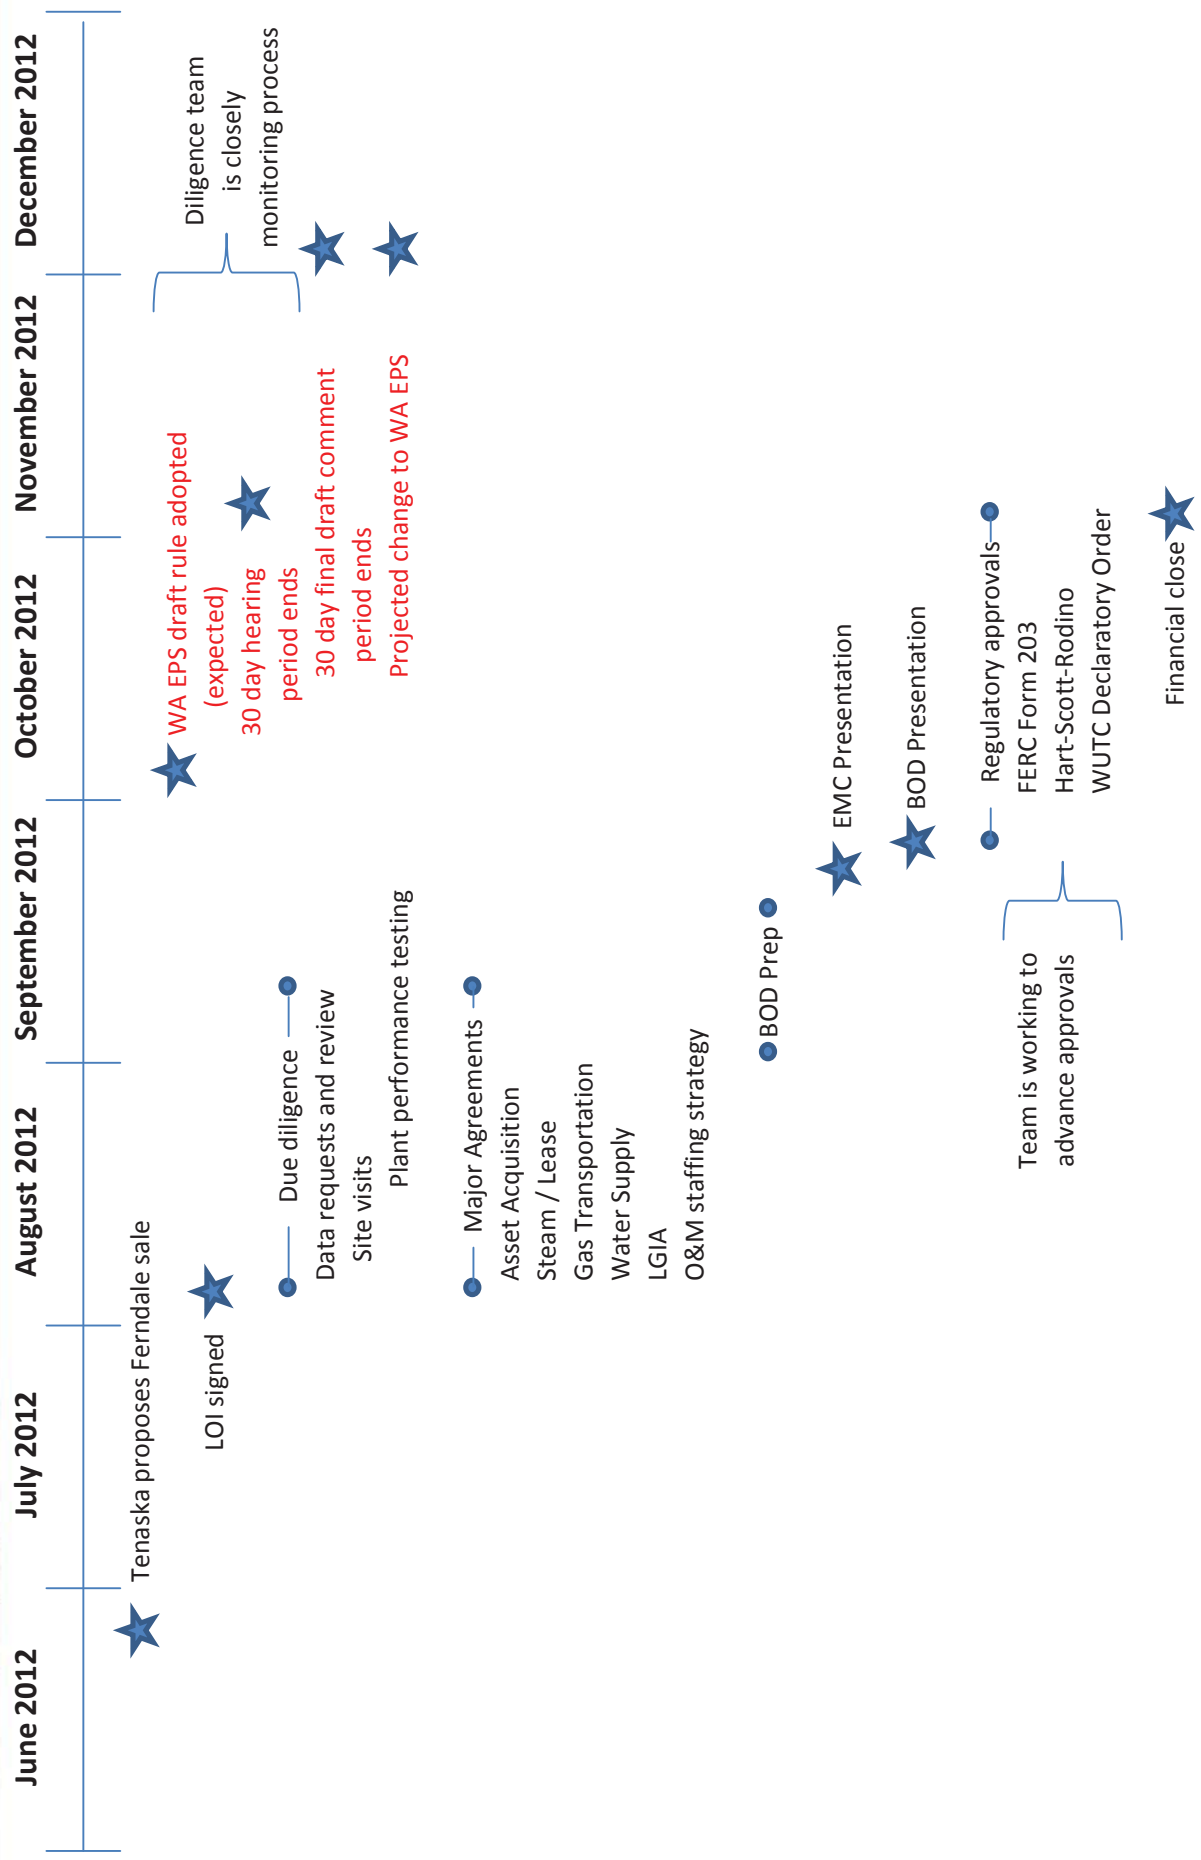 June 2012
July 2012
August 2012
September 2012
October 2012
November 2012
December 2012
Tenaska proposes Ferndale sale
WA EPS draft rule adopted
(expected)
30 day hearing
period ends
30 day final draft comment
period ends
Projected change to WA EPS
Diligence team
is closely
monitoring process
LOI signed
Due diligence
Data requests and review
Site visits
Plant performance testing
Major Agreements
Asset Acquisition
Steam / Lease
Gas Transportation
Water Supply
LGIA
O&M staffing strategy
BOD Prep
EMC Presentation
BOD Presentation
Regulatory approvals
FERC Form 203
Hart-Scott-Rodino
WUTC Declaratory Order
Team is working to
advance approvals
Financial close